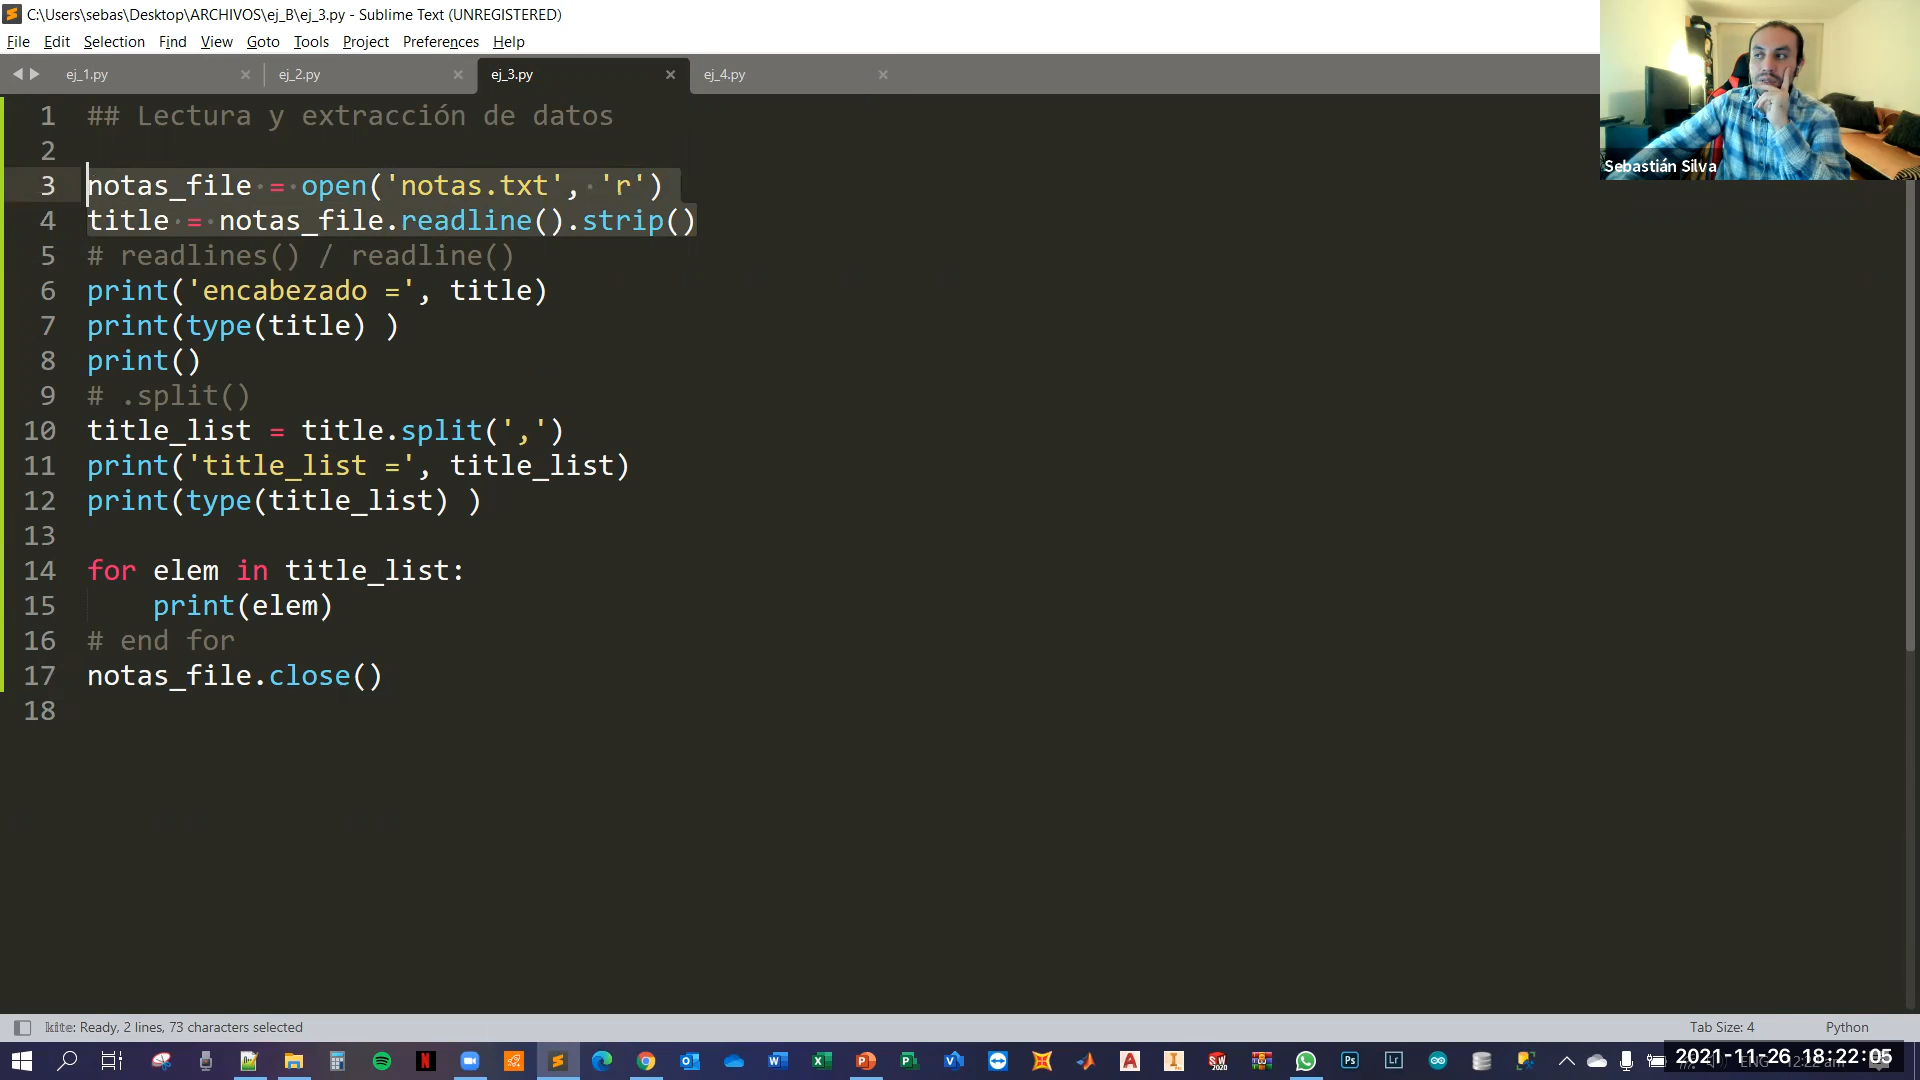 C:\Users\sebas\Desktop\ARCHIVOS\ej_B\ej_3.py - Sublime Text (UNREGISTERED)
File Edit Selection Find View Goto Tools Project Preferences Help
ej_1.py ej_2.py ej_3.py ej_4.py
Sebastián Silva
1 ## Lectura y extracción de datos
2
3 notas_file = open('notas.txt', 'r')
4 title = notas_file.readline().strip()
5 # readlines() / readline()
6 print('encabezado =', title)
7 print(type(title) )
8 print()
9 # .split()
10 title_list = title.split(',')
11 print('title_list =', title_list)
12 print(type(title_list) )
13
14 for elem in title_list:
15     print(elem)
16 # end for
17 notas_file.close()
18
kite: Ready, 2 lines, 73 characters selected
Tab Size: 4 Python
2021-11-26 18:22:05